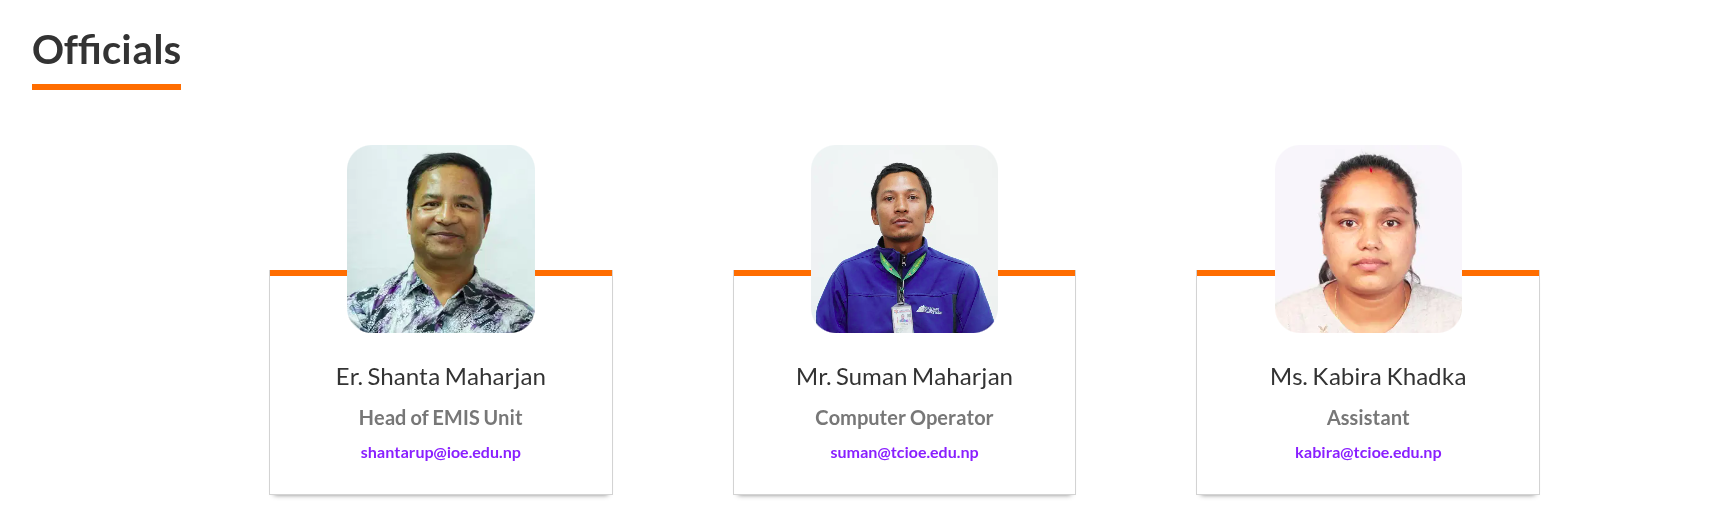 Officials
Er. Shanta Maharjan
Head of EMIS Unit
shantarup@ioe.edu.np
Mr. Suman Maharjan
Computer Operator
suman@tcioe.edu.np
Ms. Kabira Khadka
Assistant
kabira@tcioe.edu.np